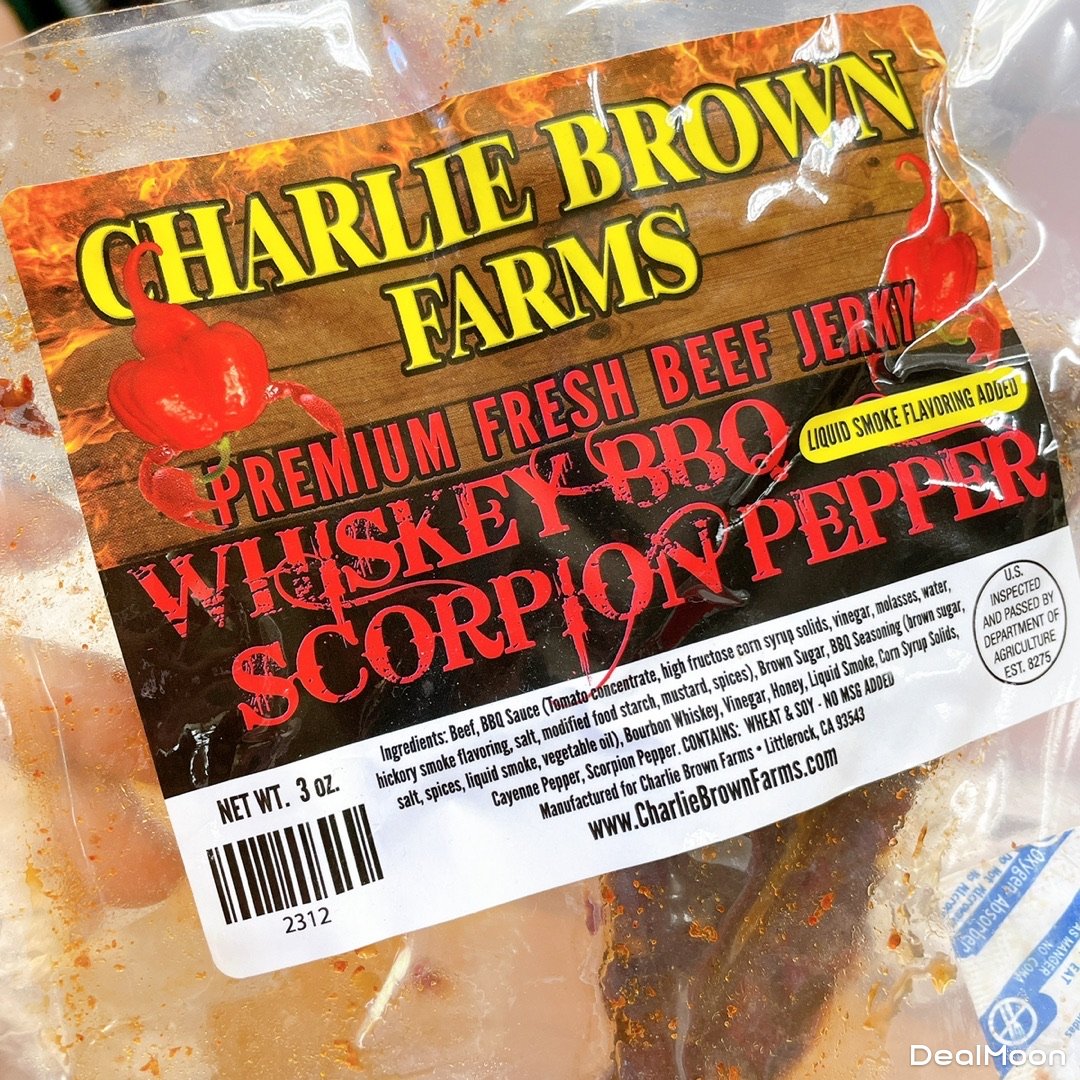 CHARLIE BROWN
FARMS
PREMIUM FRESH BEEF JERKY
LIQUID SMOKE FLAVORING ADDED
WHISKEY BBQ
SCORPION PEPPER
U.S.
INSPECTED
AND PASSED BY
DEPARTMENT OF
AGRICULTURE
EST. 8275
Ingredients: Beef, BBQ Sauce (Tomato concentrate, high fructose corn syrup solids, vinegar, molasses, water,
hickory smoke flavoring, salt, modified food starch, mustard, spices), Brown Sugar, BBQ Seasoning (brown sugar,
salt, spices, liquid smoke, vegetable oil), Bourbon Whiskey, Vinegar, Honey, Liquid Smoke, Corn Syrup Solids,
Cayenne Pepper, Scorpion Pepper. CONTAINS: WHEAT & SOY - NO MSG ADDED
Manufactured for Charlie Brown Farms • Littlerock, CA 93543
www.CharlieBrownFarms.com
NET WT. 3 oz.
2312
Oxygen Absorber
EAT
NO COMA
DealMoon